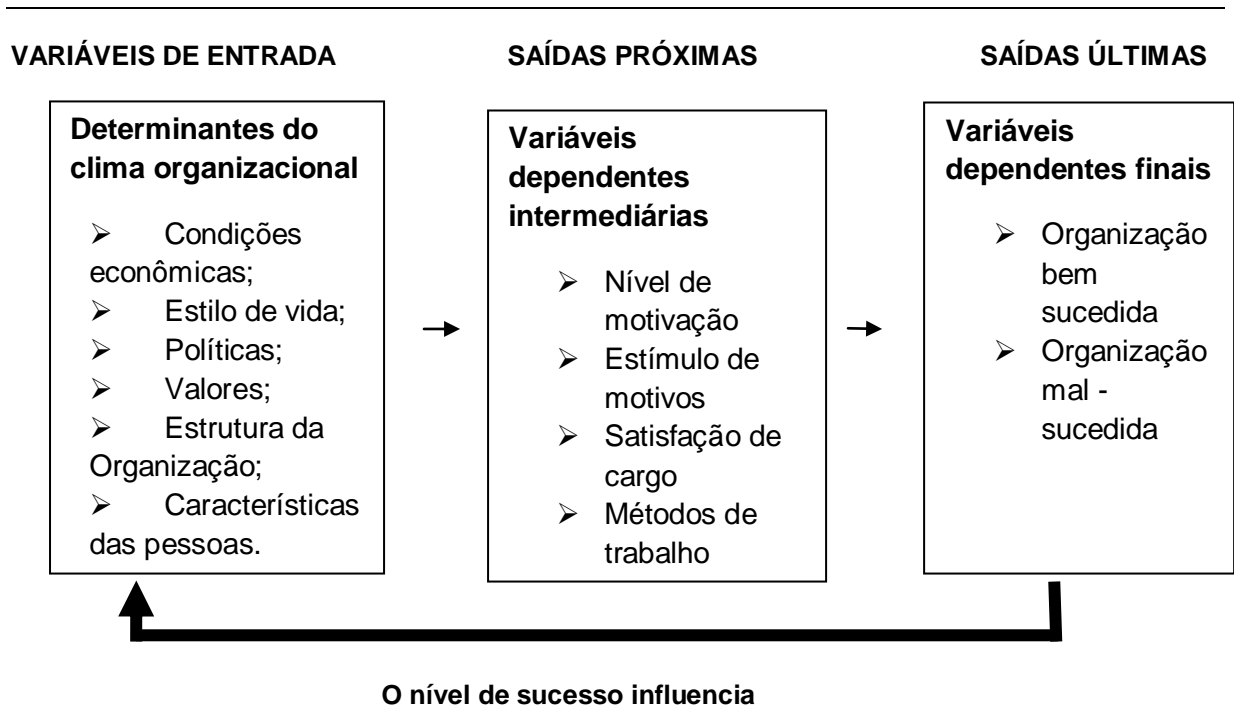 VARIÁVEIS DE ENTRADA
SAÍDAS PRÓXIMAS
SAÍDAS ÚLTIMAS
Determinantes do
clima organizacional
➢ Condições
econômicas;
➢ Estilo de vida;
➢ Políticas;
➢ Valores;
➢ Estrutura da
Organização;
➢ Características
das pessoas.
Variáveis
dependentes
intermediárias
➢ Nível de
motivação
➢ Estímulo de
motivos
➢ Satisfação de
cargo
➢ Métodos de
trabalho
Variáveis
dependentes finais
➢ Organização
bem
sucedida
➢ Organização
mal -
sucedida
O nível de sucesso influencia